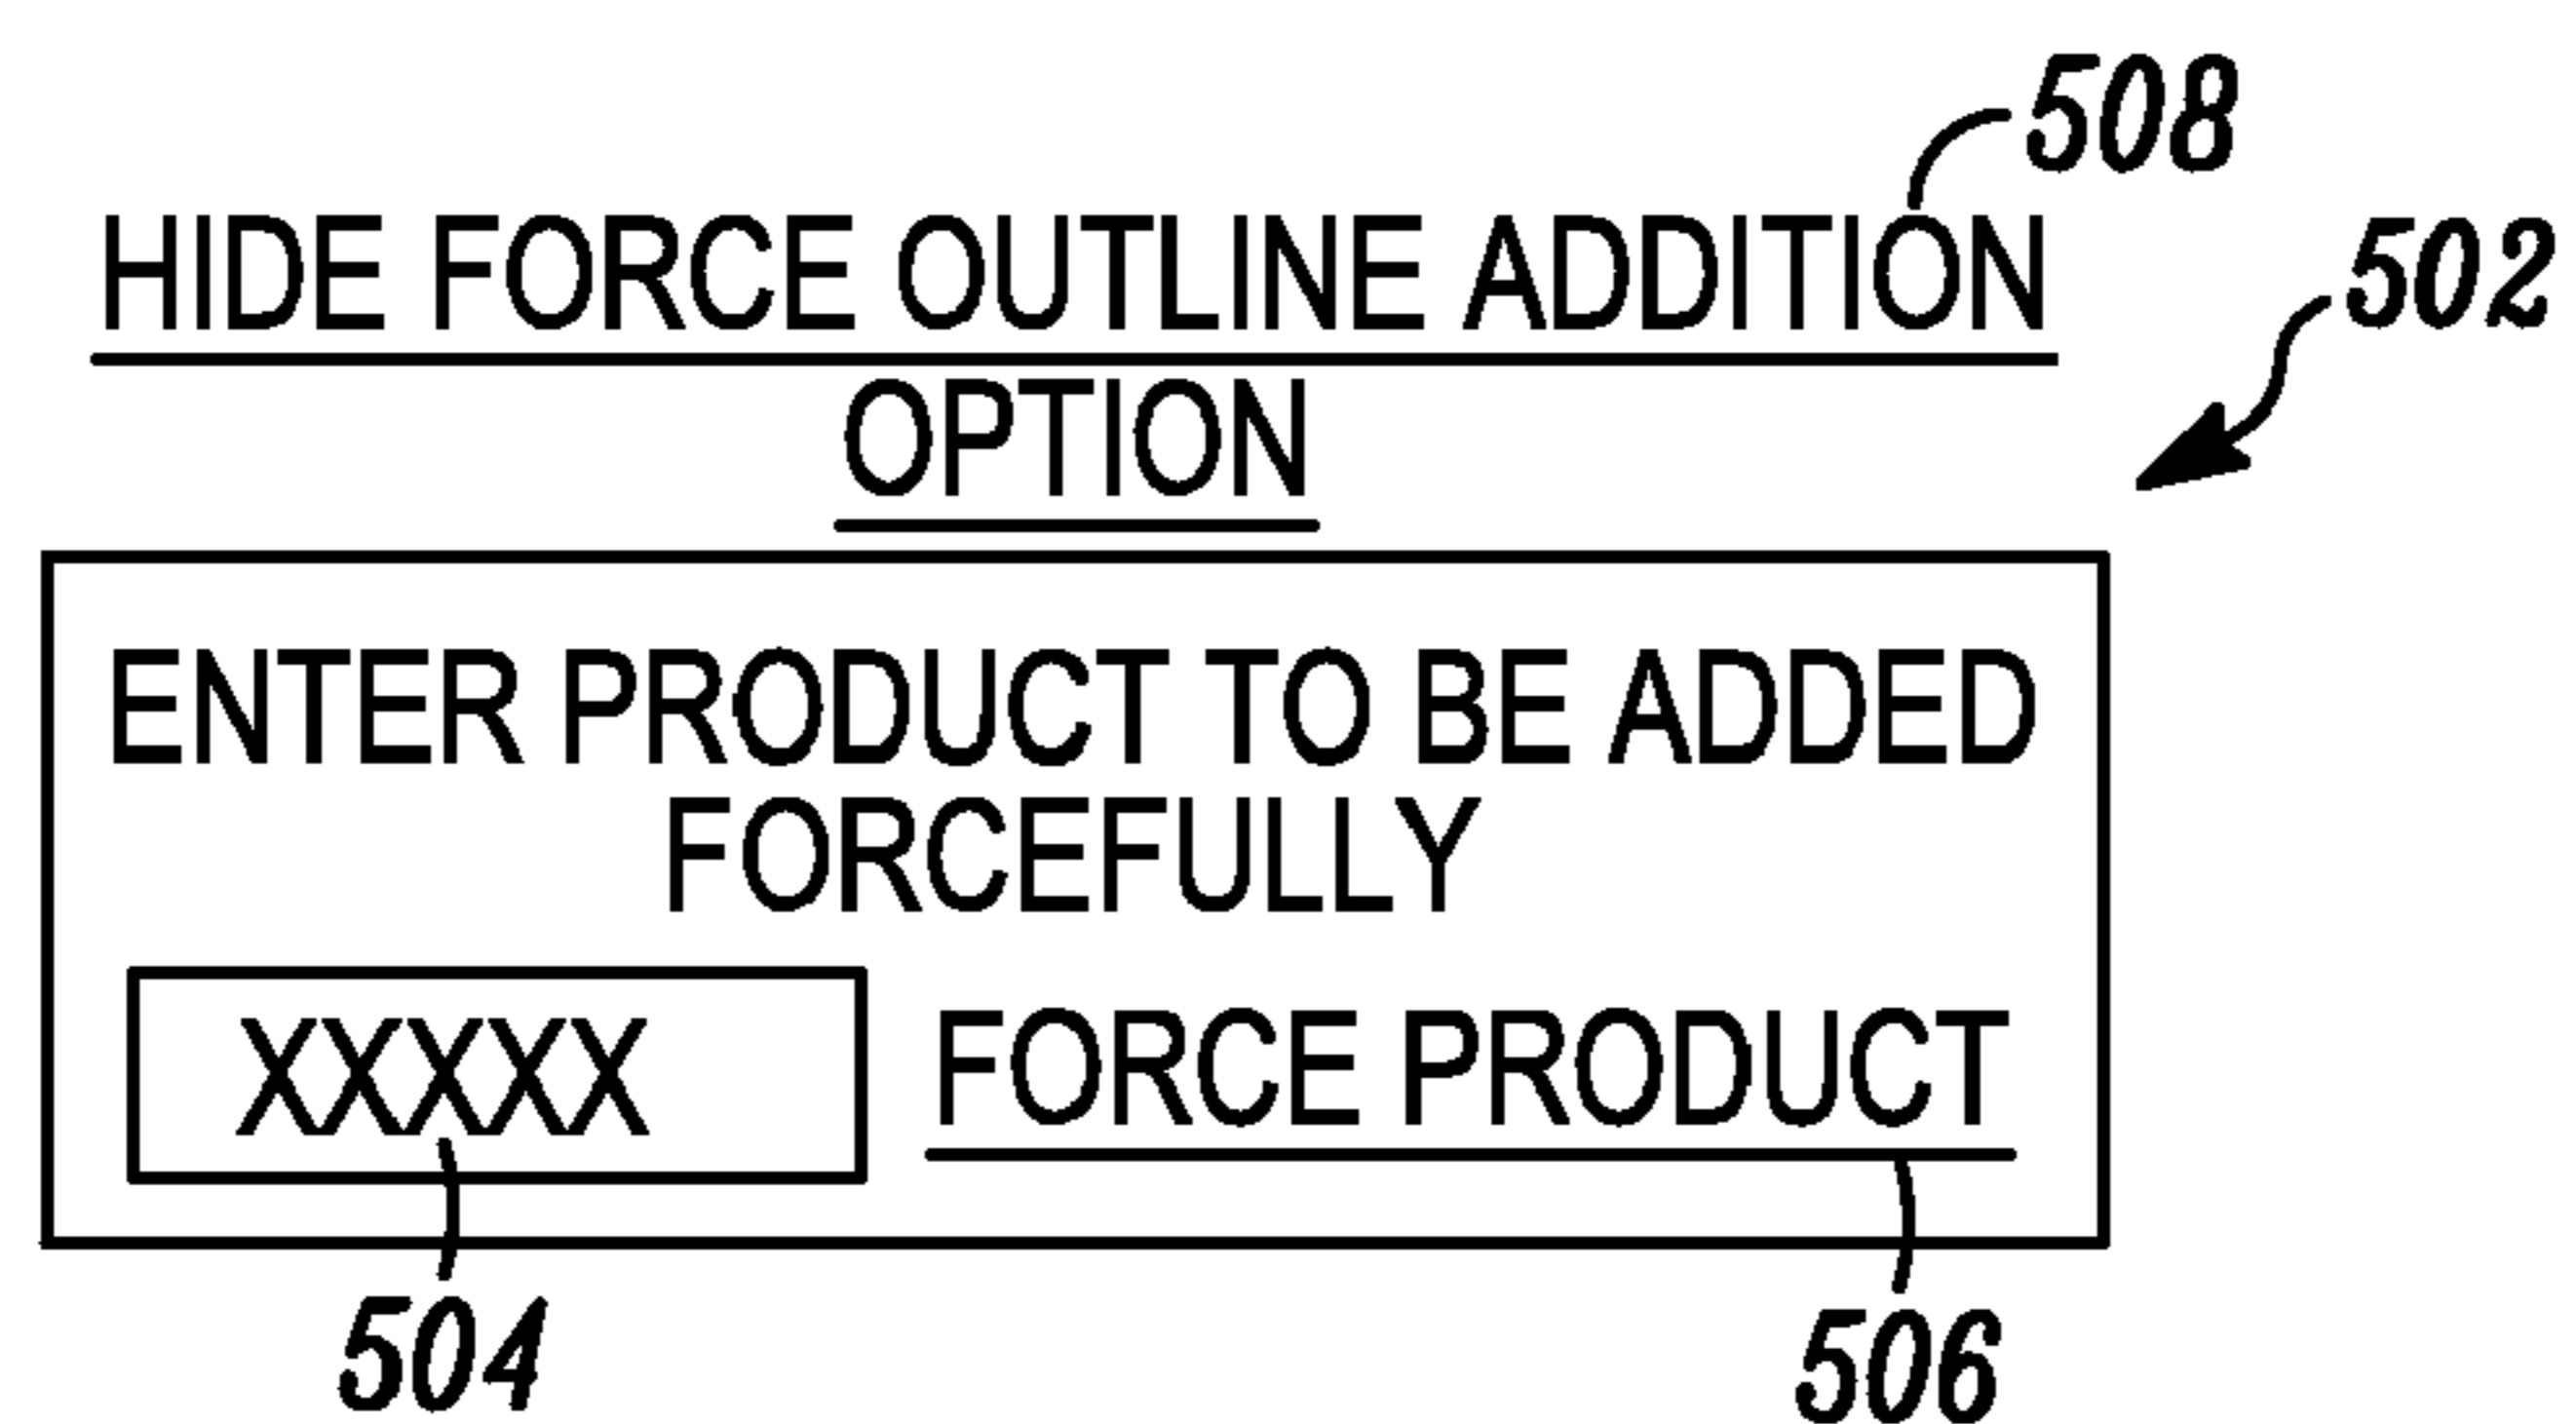 508
HIDE FORCE OUTLINE ADDITION
502
OPTION
ENTER PRODUCT TO BE ADDED
FORCEFULLY
XXXXX FORCE PRODUCT
504
506